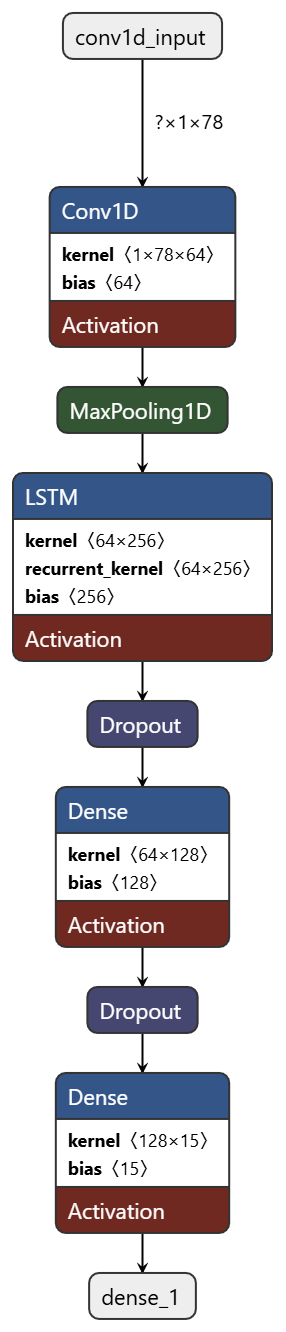 conv1d_input
?×1×78
Conv1D
kernel〈1×78×64〉
bias〈64〉
Activation
MaxPooling1D
LSTM
kernel〈64×256〉
recurrent_kernel〈64×256〉
bias〈256〉
Activation
Dropout
Dense
kernel〈64×128〉
bias〈128〉
Activation
Dropout
Dense
kernel〈128×15〉
bias〈15〉
Activation
dense_1